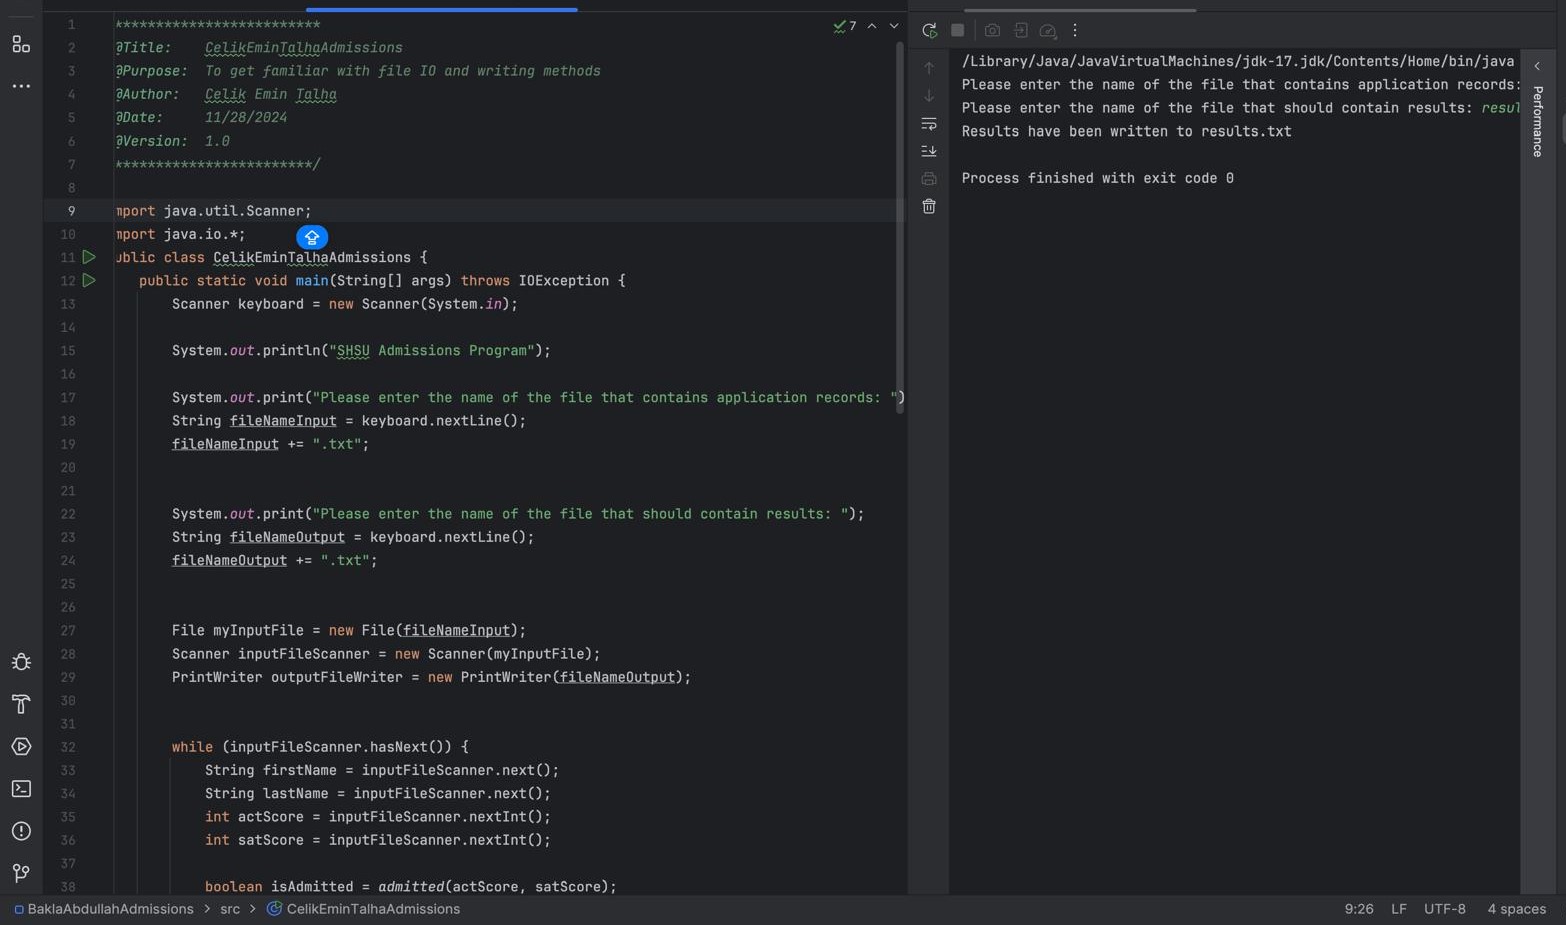 1 **************************
2 @Title: CelikEminTalhaAdmissions
3 @Purpose: To get familiar with file IO and writing methods
4 @Author: Celik Emin Talha
5 @Date: 11/28/2024
6 @Version: 1.0
7 ************************/
8
9 mport java.util.Scanner;
10 mport java.io.*;
11 ublic class CelikEminTalhaAdmissions {
12 public static void main(String[] args) throws IOException {
13 Scanner keyboard = new Scanner(System.in);
14
15 System.out.println("SHSU Admissions Program");
16
17 System.out.print("Please enter the name of the file that contains application records: ")
18 String fileNameInput = keyboard.nextLine();
19 fileNameInput += ".txt";
20
21
22 System.out.print("Please enter the name of the file that should contain results: ");
23 String fileNameOutput = keyboard.nextLine();
24 fileNameOutput += ".txt";
25
26
27 File myInputFile = new File(fileNameInput);
28 Scanner inputFileScanner = new Scanner(myInputFile);
29 PrintWriter outputFileWriter = new PrintWriter(fileNameOutput);
30
31
32 while (inputFileScanner.hasNext()) {
33 String firstName = inputFileScanner.next();
34 String lastName = inputFileScanner.next();
35 int actScore = inputFileScanner.nextInt();
36 int satScore = inputFileScanner.nextInt();
37
38 boolean isAdmitted = admitted(actScore, satScore);
7
/Library/Java/JavaVirtualMachines/jdk-17.jdk/Contents/Home/bin/java
Please enter the name of the file that contains application records:
Please enter the name of the file that should contain results: resul
Results have been written to results.txt
Process finished with exit code 0
Performance
BaklaAbdullahAdmissions > src > CelikEminTalhaAdmissions
9:26 LF UTF-8 4 spaces